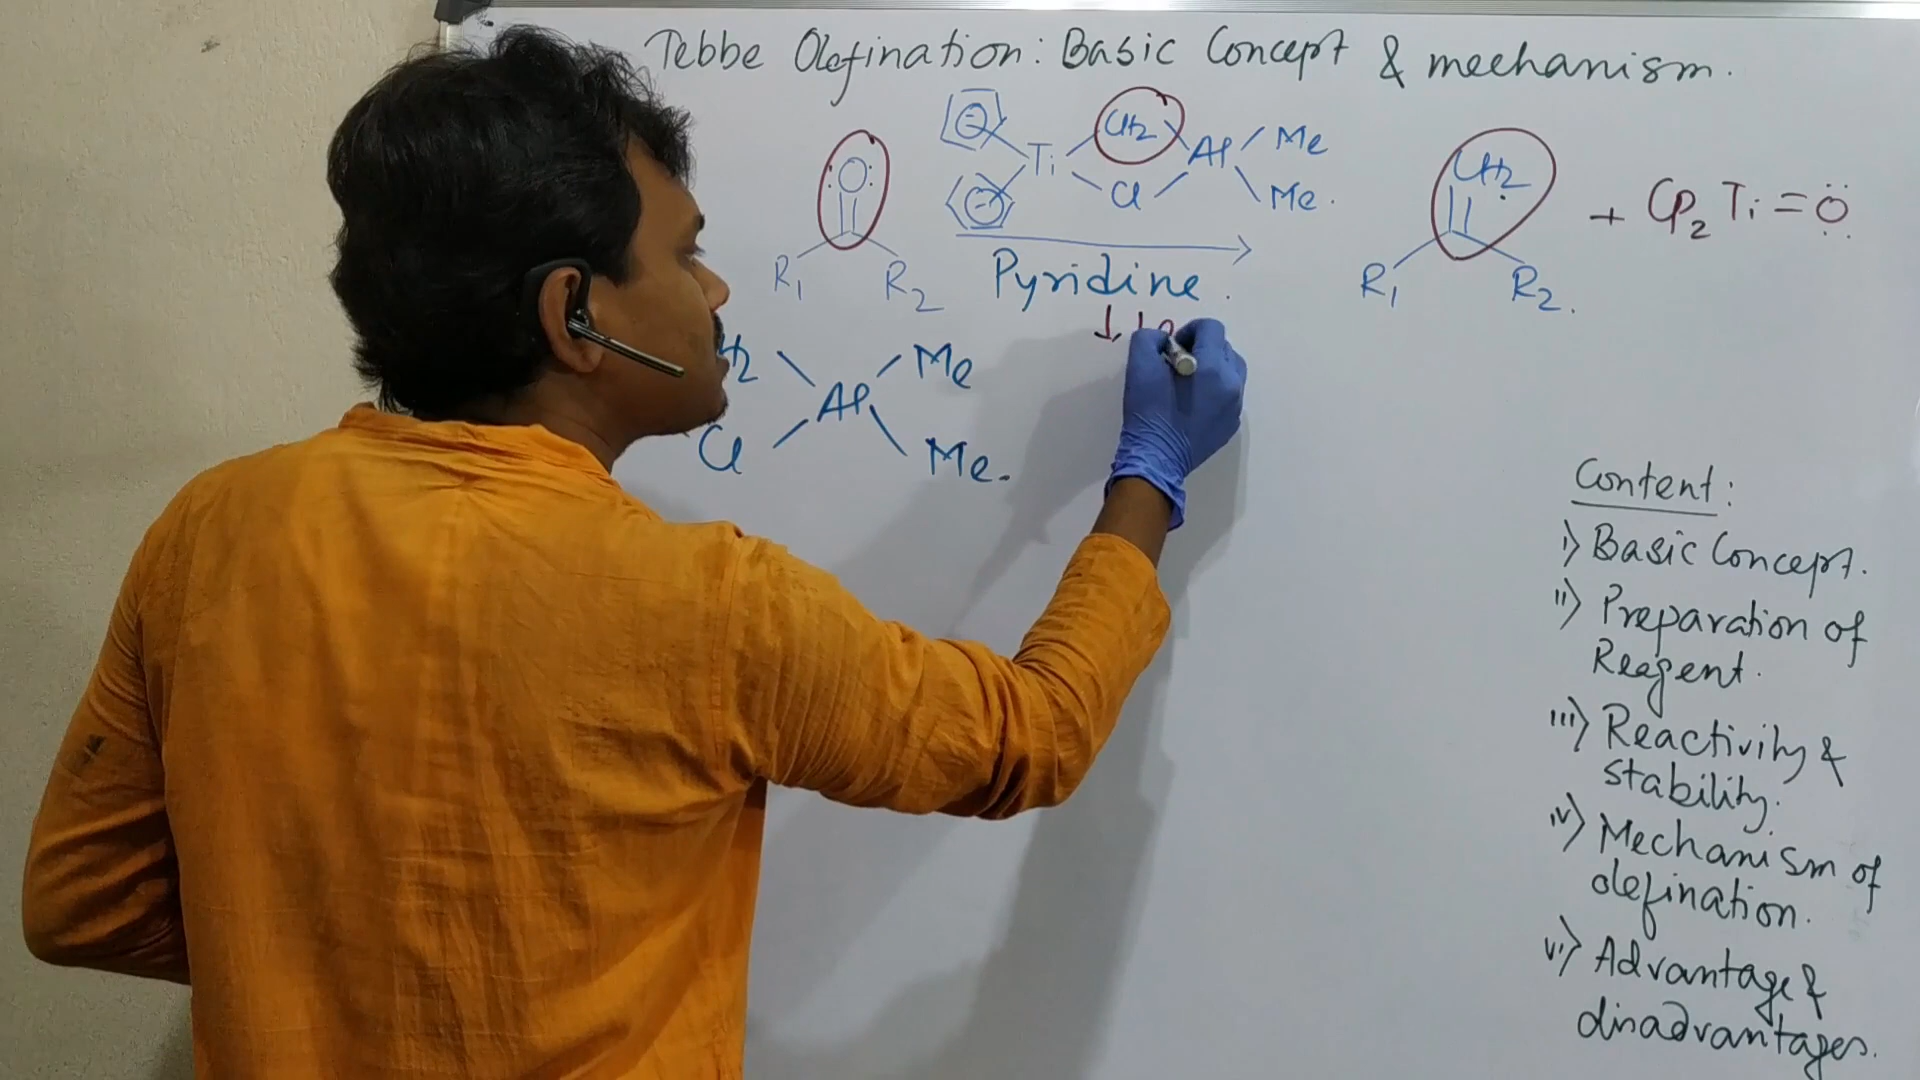 Tebbe Olefination: Basic Concept & mechanism.
CH2 Me
:O: Ti Al
Cl Me.
CH2
+ Cp2Ti=O
R1 R2
Pyridine.
R1 R2.
H2 Me
Al
Cl Me.
Content:
i) Basic Concept.
ii) Preparation of
Reagent.
iii) Reactivity &
stability.
iv) Mechanism of
olefination.
vi) Advantage &
disadvantages.